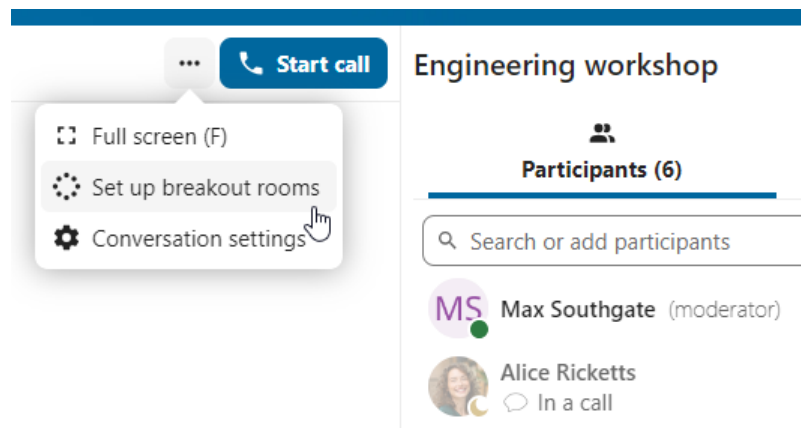 Start call
Engineering workshop
Full screen (F)
Set up breakout rooms
Conversation settings
Participants (6)
Search or add participants
MS Max Southgate (moderator)
Alice Ricketts
In a call